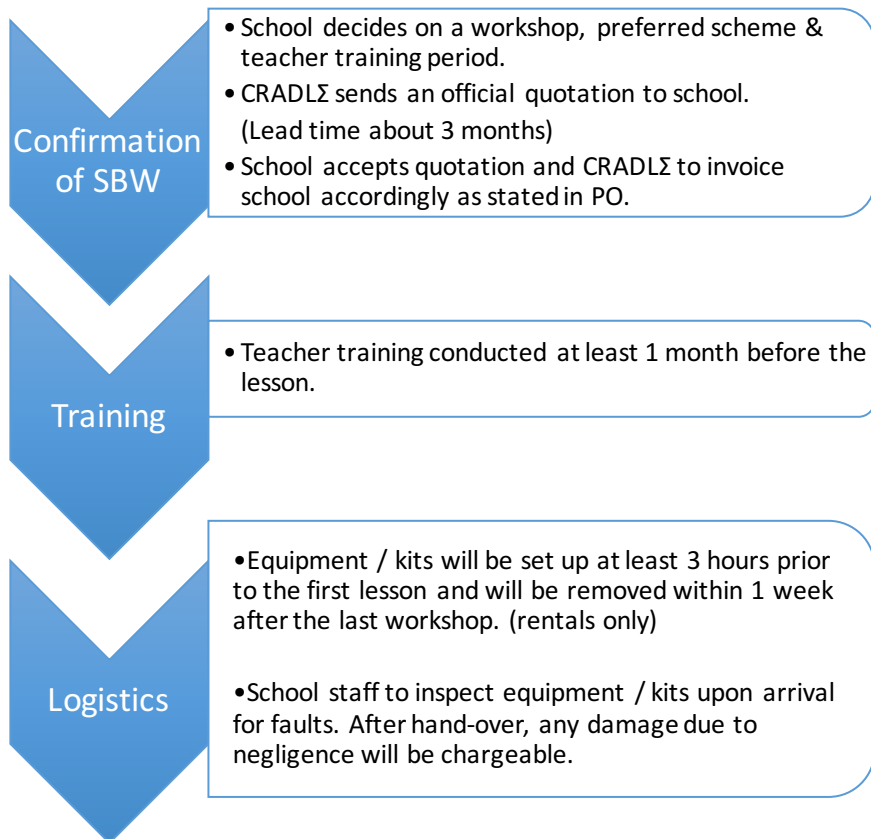 Confirmation
of SBW
• School decides on a workshop, preferred scheme &
teacher training period.
• CRADLΣ sends an official quotation to school.
(Lead time about 3 months)
• School accepts quotation and CRADLΣ to invoice
school accordingly as stated in PO.
Training
• Teacher training conducted at least 1 month before the
lesson.
Logistics
•Equipment / kits will be set up at least 3 hours prior
to the first lesson and will be removed within 1 week
after the last workshop. (rentals only)
•School staff to inspect equipment / kits upon arrival
for faults. After hand-over, any damage due to
negligence will be chargeable.